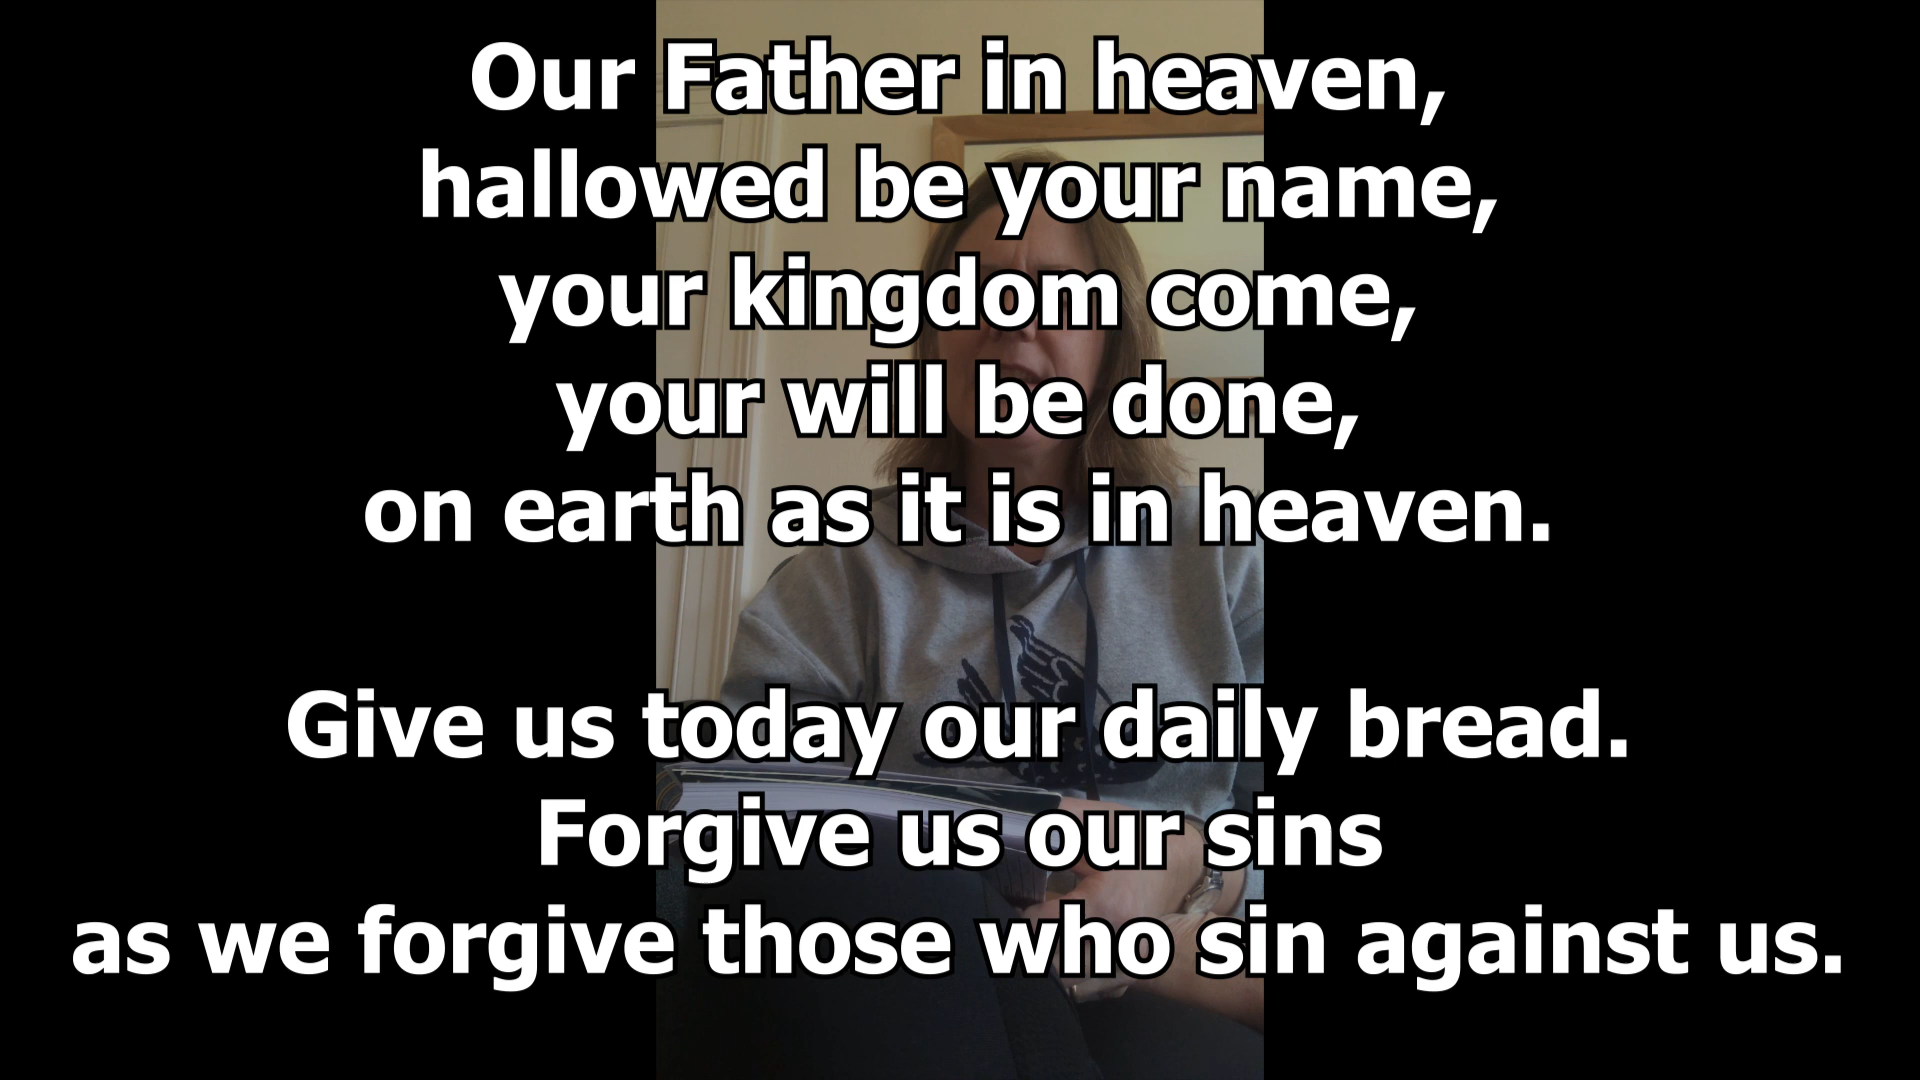 Our Father in heaven,
hallowed be your name,
your kingdom come,
your will be done,
on earth as it is in heaven.
Give us today our daily bread.
Forgive us our sins
as we forgive those who sin against us.